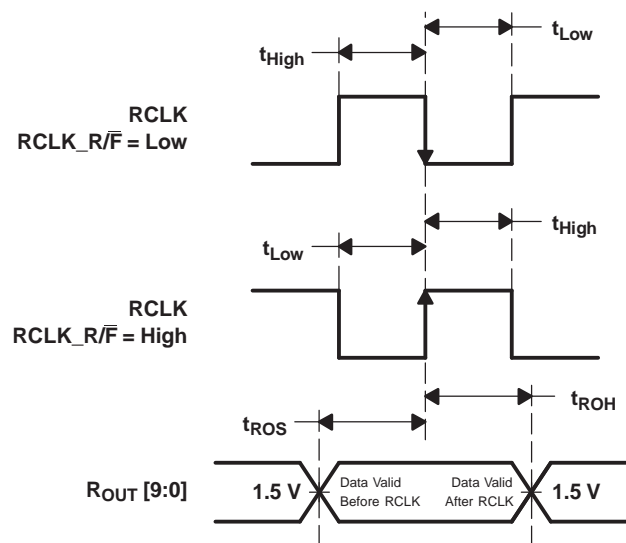 tLow
tHigh
RCLK
RCLK_R/F̅ = Low
tHigh
tLow
RCLK
RCLK_R/F̅ = High
tROH
tROS
ROUT [9:0]
1.5 V
Data Valid
Before RCLK
Data Valid
After RCLK
1.5 V